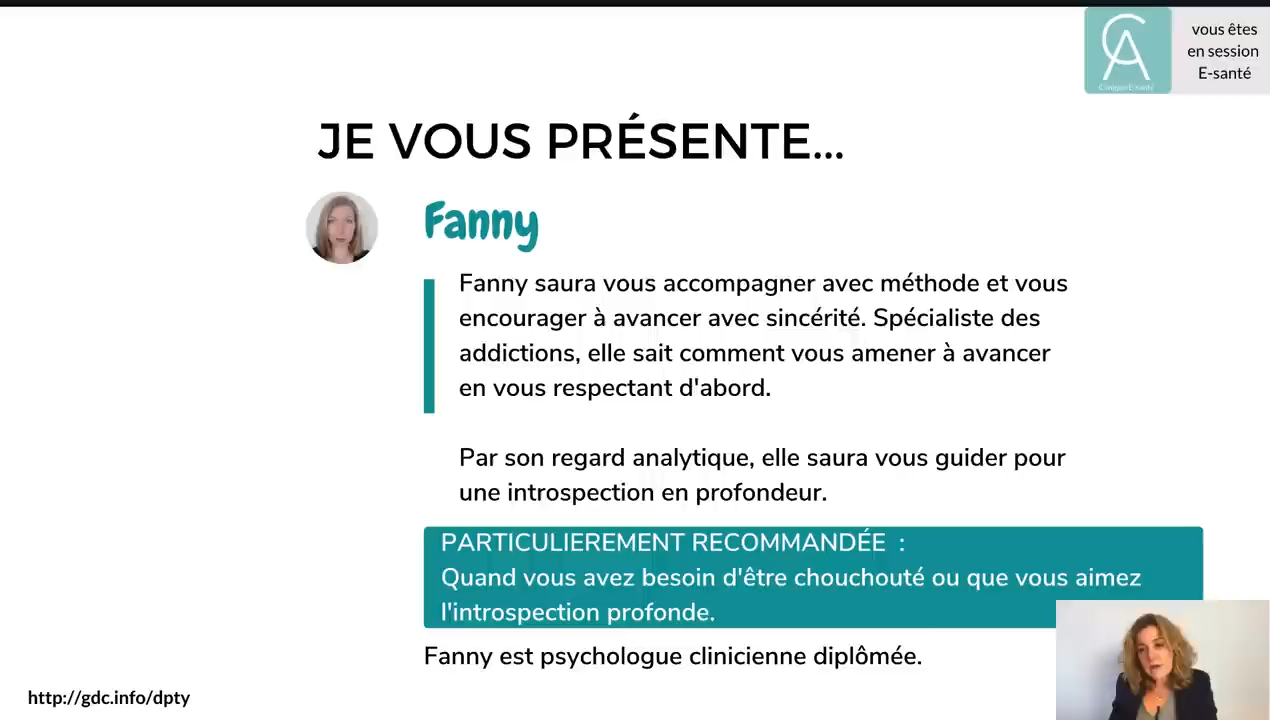 vous êtes
en session
E-santé
CA
JE VOUS PRÉSENTE...
Fanny
Fanny saura vous accompagner avec méthode et vous
encourager à avancer avec sincérité. Spécialiste des
addictions, elle sait comment vous amener à avancer
en vous respectant d'abord.
Par son regard analytique, elle saura vous guider pour
une introspection en profondeur.
PARTICULIEREMENT RECOMMANDÉE :
Quand vous avez besoin d'être chouchouté ou que vous aimez
l'introspection profonde.
Fanny est psychologue clinicienne diplômée.
http://gdc.info/dpty